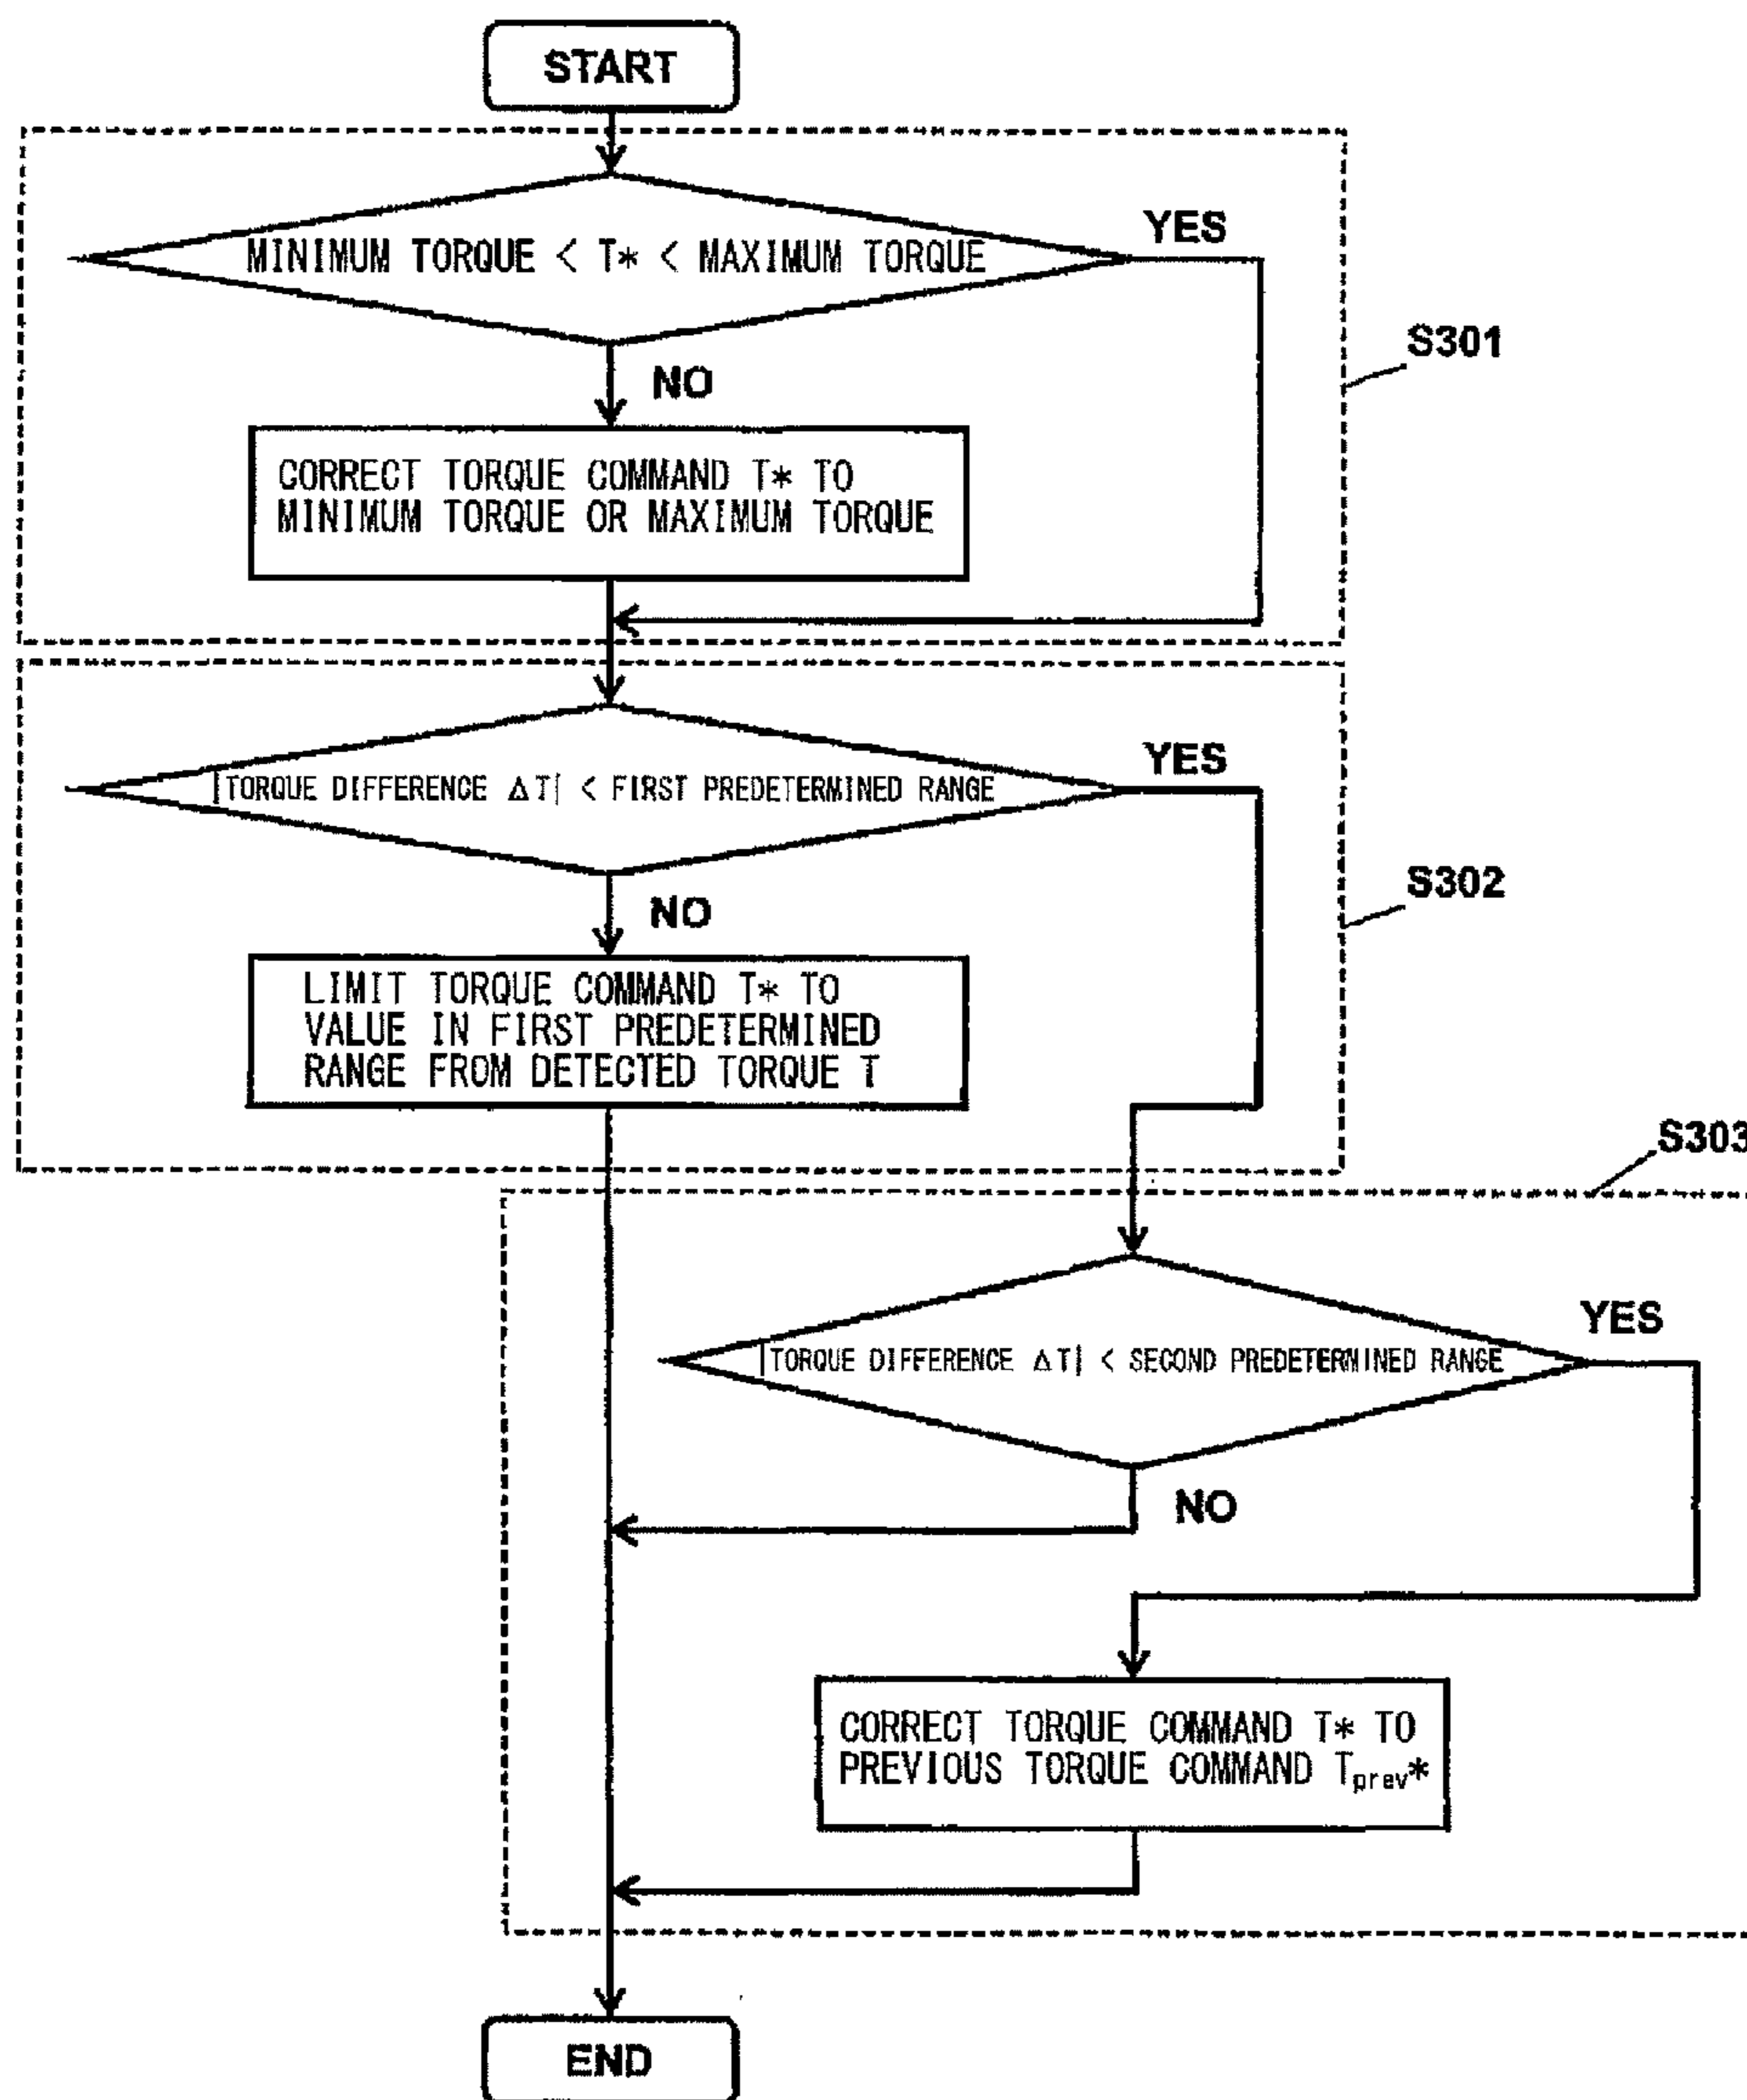 START
MINIMUM TORQUE < T* < MAXIMUM TORQUE
YES
S301
NO
CORRECT TORQUE COMMAND T* TO
MINIMUM TORQUE OR MAXIMUM TORQUE
|TORQUE DIFFERENCE ΔT| < FIRST PREDETERMINED RANGE
YES
S302
NO
LIMIT TORQUE COMMAND T* TO
VALUE IN FIRST PREDETERMINED
RANGE FROM DETECTED TORQUE T
S303
|TORQUE DIFFERENCE ΔT| < SECOND PREDETERMINED RANGE
YES
NO
CORRECT TORQUE COMMAND T* TO
PREVIOUS TORQUE COMMAND Tprev*
END